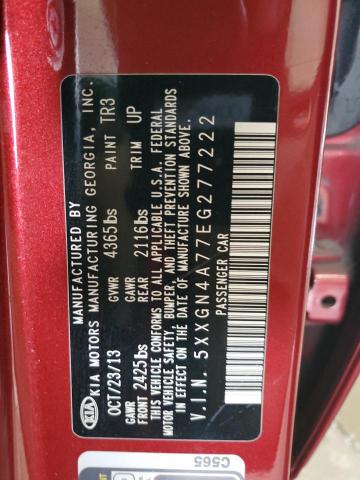 MANUFACTURED BY
KIA KIA MOTORS MANUFACTURING GEORGIA, INC.
OCT/23/13 GVWR 4365lbs PAINT TR3
GAWR FRONT 2425lbs GAWR REAR 2116lbs TRIM UP
THIS VEHICLE CONFORMS TO ALL APPLICABLE U.S.A. FEDERAL
MOTOR VEHICLE SAFETY, BUMPER, AND THEFT PREVENTION STANDARDS
IN EFFECT ON THE DATE OF MANUFACTURE SHOWN ABOVE.
V.I.N. 5XXGN4A77EG277222
PASSENGER CAR
C565